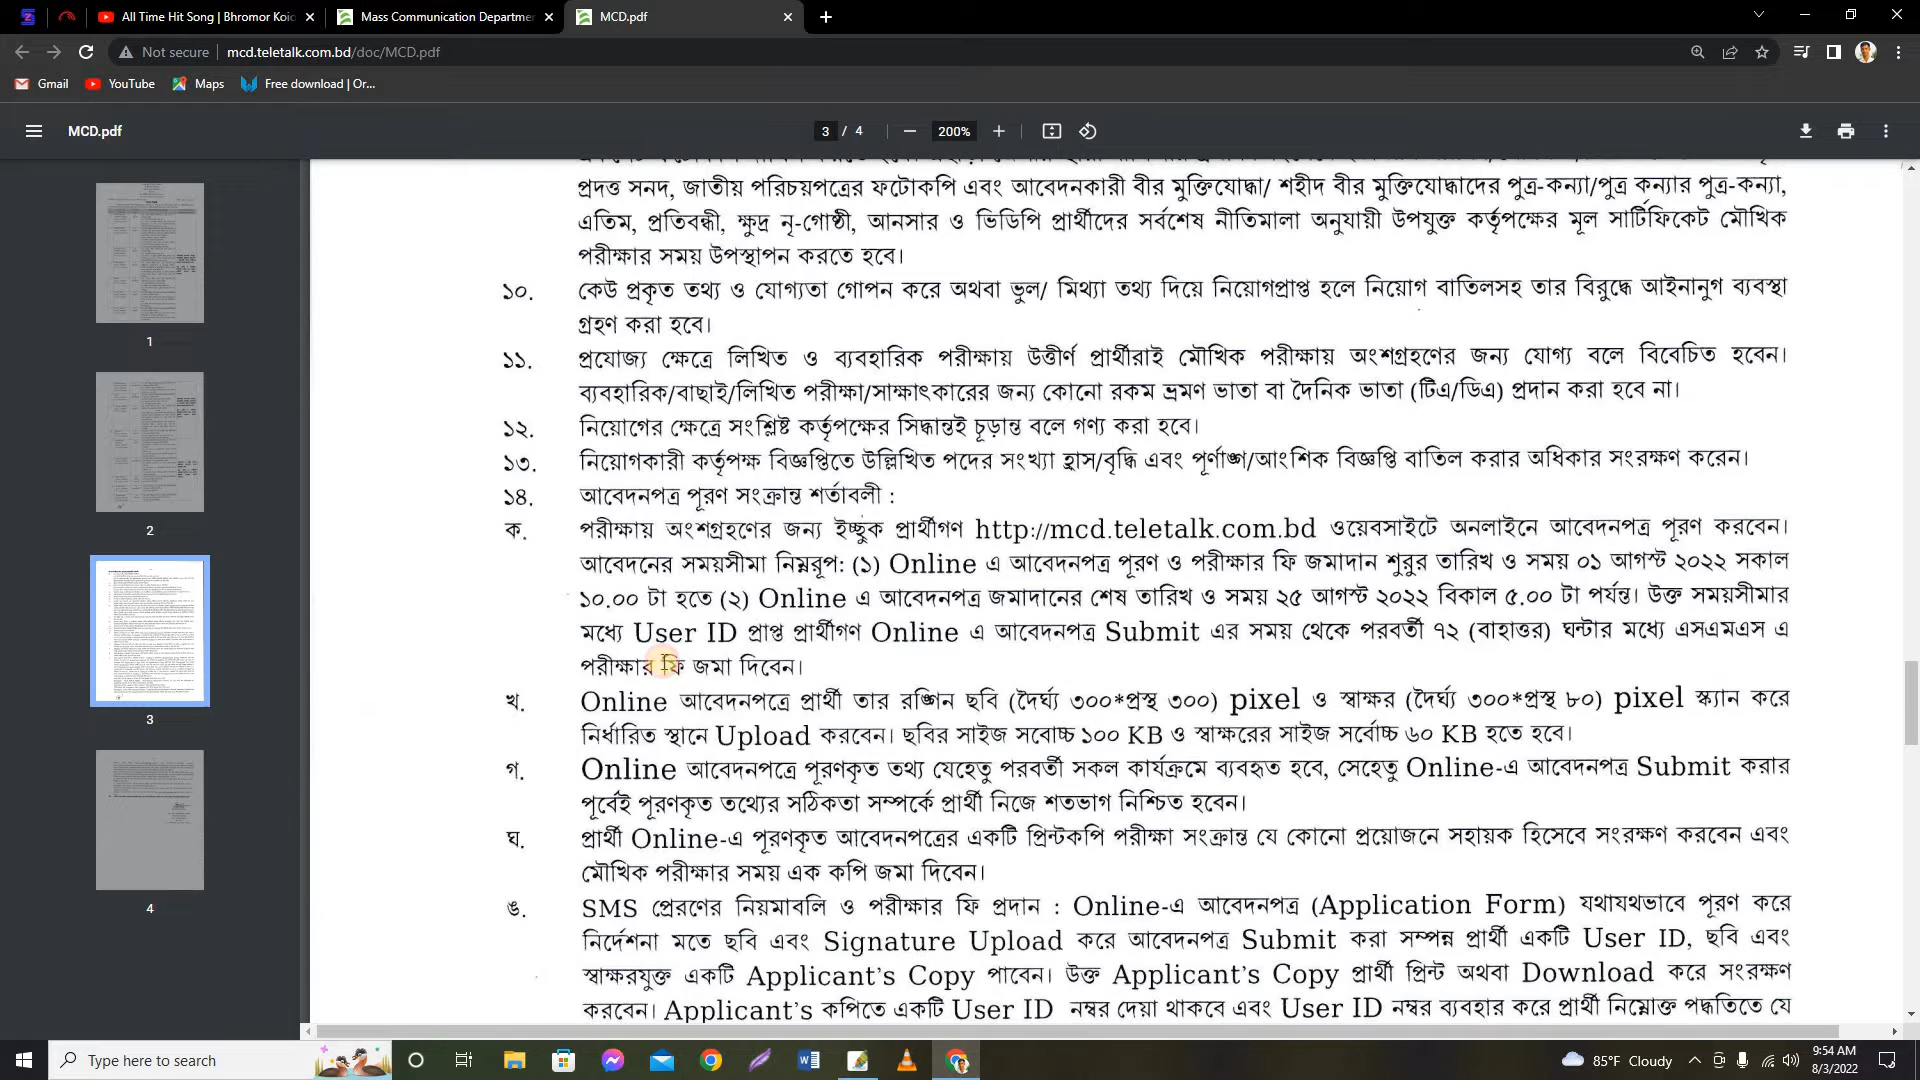 All Time Hit Song | Bhromor Koio
Mass Communication Departmen
MCD.pdf
Not secure
mcd.teletalk.com.bd/doc/MCD.pdf
Gmail
YouTube
Maps
Free download | Or...
MCD.pdf
3 / 4
200%
1
2
3
4
প্রদত্ত সনদ, জাতীয় পরিচয়পত্রের ফটোকপি এবং আবেদনকারী বীর মুক্তিযোদ্ধা/ শহীদ বীর মুক্তিযোদ্ধাদের পুত্র-কন্যা/পুত্র কন্যার পুত্র-কন্যা,
এতিম, প্রতিবন্ধী, ক্ষুদ্র নৃ-গোষ্ঠী, আনসার ও ভিডিপি প্রার্থীদের সর্বশেষ নীতিমালা অনুযায়ী উপযুক্ত কর্তৃপক্ষের মূল সার্টিফিকেট মৌখিক
পরীক্ষার সময় উপস্থাপন করতে হবে।
১০. কেউ প্রকৃত তথ্য ও যোগ্যতা গোপন করে অথবা ভুল/ মিথ্যা তথ্য দিয়ে নিয়োগপ্রাপ্ত হলে নিয়োগ বাতিলসহ তার বিরুদ্ধে আইনানুগ ব্যবস্থা
গ্রহণ করা হবে।
১১. প্রযোজ্য ক্ষেত্রে লিখিত ও ব্যবহারিক পরীক্ষায় উত্তীর্ণ প্রার্থীরাই মৌখিক পরীক্ষায় অংশগ্রহণের জন্য যোগ্য বলে বিবেচিত হবেন।
ব্যবহারিক/বাছাই/লিখিত পরীক্ষা/সাক্ষাৎকারের জন্য কোনো রকম ভ্রমণ ভাতা বা দৈনিক ভাতা (টিএ/ডিএ) প্রদান করা হবে না।
১২. নিয়োগের ক্ষেত্রে সংশ্লিষ্ট কর্তৃপক্ষের সিদ্ধান্তই চূড়ান্ত বলে গণ্য করা হবে।
১৩. নিয়োগকারী কর্তৃপক্ষ বিজ্ঞপ্তিতে উল্লিখিত পদের সংখ্যা হ্রাস/বৃদ্ধি এবং পূর্ণাঙ্গ/আংশিক বিজ্ঞপ্তি বাতিল করার অধিকার সংরক্ষণ করেন।
১৪. আবেদনপত্র পূরণ সংক্রান্ত শর্তাবলী :
ক. পরীক্ষায় অংশগ্রহণের জন্য ইচ্ছুক প্রার্থীগণ http://mcd.teletalk.com.bd ওয়েবসাইটে অনলাইনে আবেদনপত্র পূরণ করবেন।
আবেদনের সময়সীমা নিম্নরূপ: (১) Online এ আবেদনপত্র পূরণ ও পরীক্ষার ফি জমাদান শুরুর তারিখ ও সময় ০১ আগস্ট ২০২২ সকাল
১০.০০ টা হতে (২) Online এ আবেদনপত্র জমাদানের শেষ তারিখ ও সময় ২৫ আগস্ট ২০২২ বিকাল ৫.০০ টা পর্যন্ত। উক্ত সময়সীমার
মধ্যে User ID প্রাপ্ত প্রার্থীগণ Online এ আবেদনপত্র Submit এর সময় থেকে পরবর্তী ৭২ (বাহাত্তর) ঘন্টার মধ্যে এসএমএস এ
পরীক্ষার ফি জমা দিবেন।
খ. Online আবেদনপত্রে প্রার্থী তার রঙ্গিন ছবি (দৈর্ঘ্য ৩০০*প্রস্থ ৩০০) pixel ও স্বাক্ষর (দৈর্ঘ্য ৩০০*প্রস্থ ৮০) pixel স্ক্যান করে
নির্ধারিত স্থানে Upload করবেন। ছবির সাইজ সবোচ্চ ১০০ KB ও স্বাক্ষরের সাইজ সর্বোচ্চ ৬০ KB হতে হবে।
গ. Online আবেদনপত্রে পূরণকৃত তথ্য যেহেতু পরবর্তী সকল কার্যক্রমে ব্যবহৃত হবে, সেহেতু Online-এ আবেদনপত্র Submit করার
পূর্বেই পূরণকৃত তথ্যের সঠিকতা সম্পর্কে প্রার্থী নিজে শতভাগ নিশ্চিত হবেন।
ঘ. প্রার্থী Online-এ পূরণকৃত আবেদনপত্রের একটি প্রিন্টকপি পরীক্ষা সংক্রান্ত যে কোনো প্রয়োজনে সহায়ক হিসেবে সংরক্ষণ করবেন এবং
মৌখিক পরীক্ষার সময় এক কপি জমা দিবেন।
ঙ. SMS প্রেরণের নিয়মাবলি ও পরীক্ষার ফি প্রদান : Online-এ আবেদনপত্র (Application Form) যথাযথভাবে পূরণ করে
নির্দেশনা মতে ছবি এবং Signature Upload করে আবেদনপত্র Submit করা সম্পন্ন প্রার্থী একটি User ID, ছবি এবং
স্বাক্ষরযুক্ত একটি Applicant's Copy পাবেন। উক্ত Applicant's Copy প্রার্থী প্রিন্ট অথবা Download করে সংরক্ষণ
করবেন। Applicant's কপিতে একটি User ID নম্বর দেয়া থাকবে এবং User ID নম্বর ব্যবহার করে প্রার্থী নিম্নোক্ত পদ্ধতিতে যে
Type here to search
85°F Cloudy
9:54 AM
8/3/2022